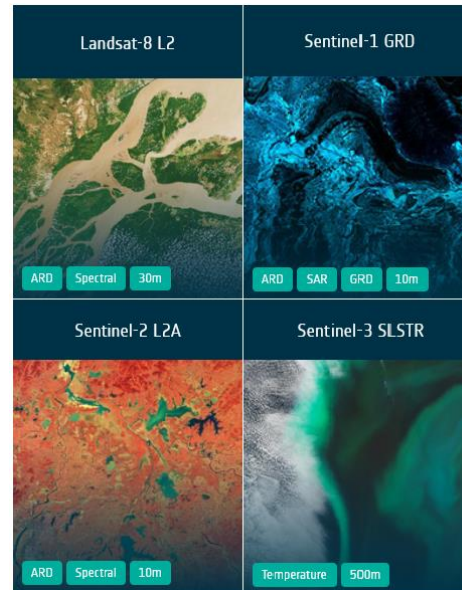 Landsat-8 L2
ARD Spectral 30m
Sentinel-1 GRD
ARD SAR GRD 10m
Sentinel-2 L2A
ARD Spectral 10m
Sentinel-3 SLSTR
Temperature 500m